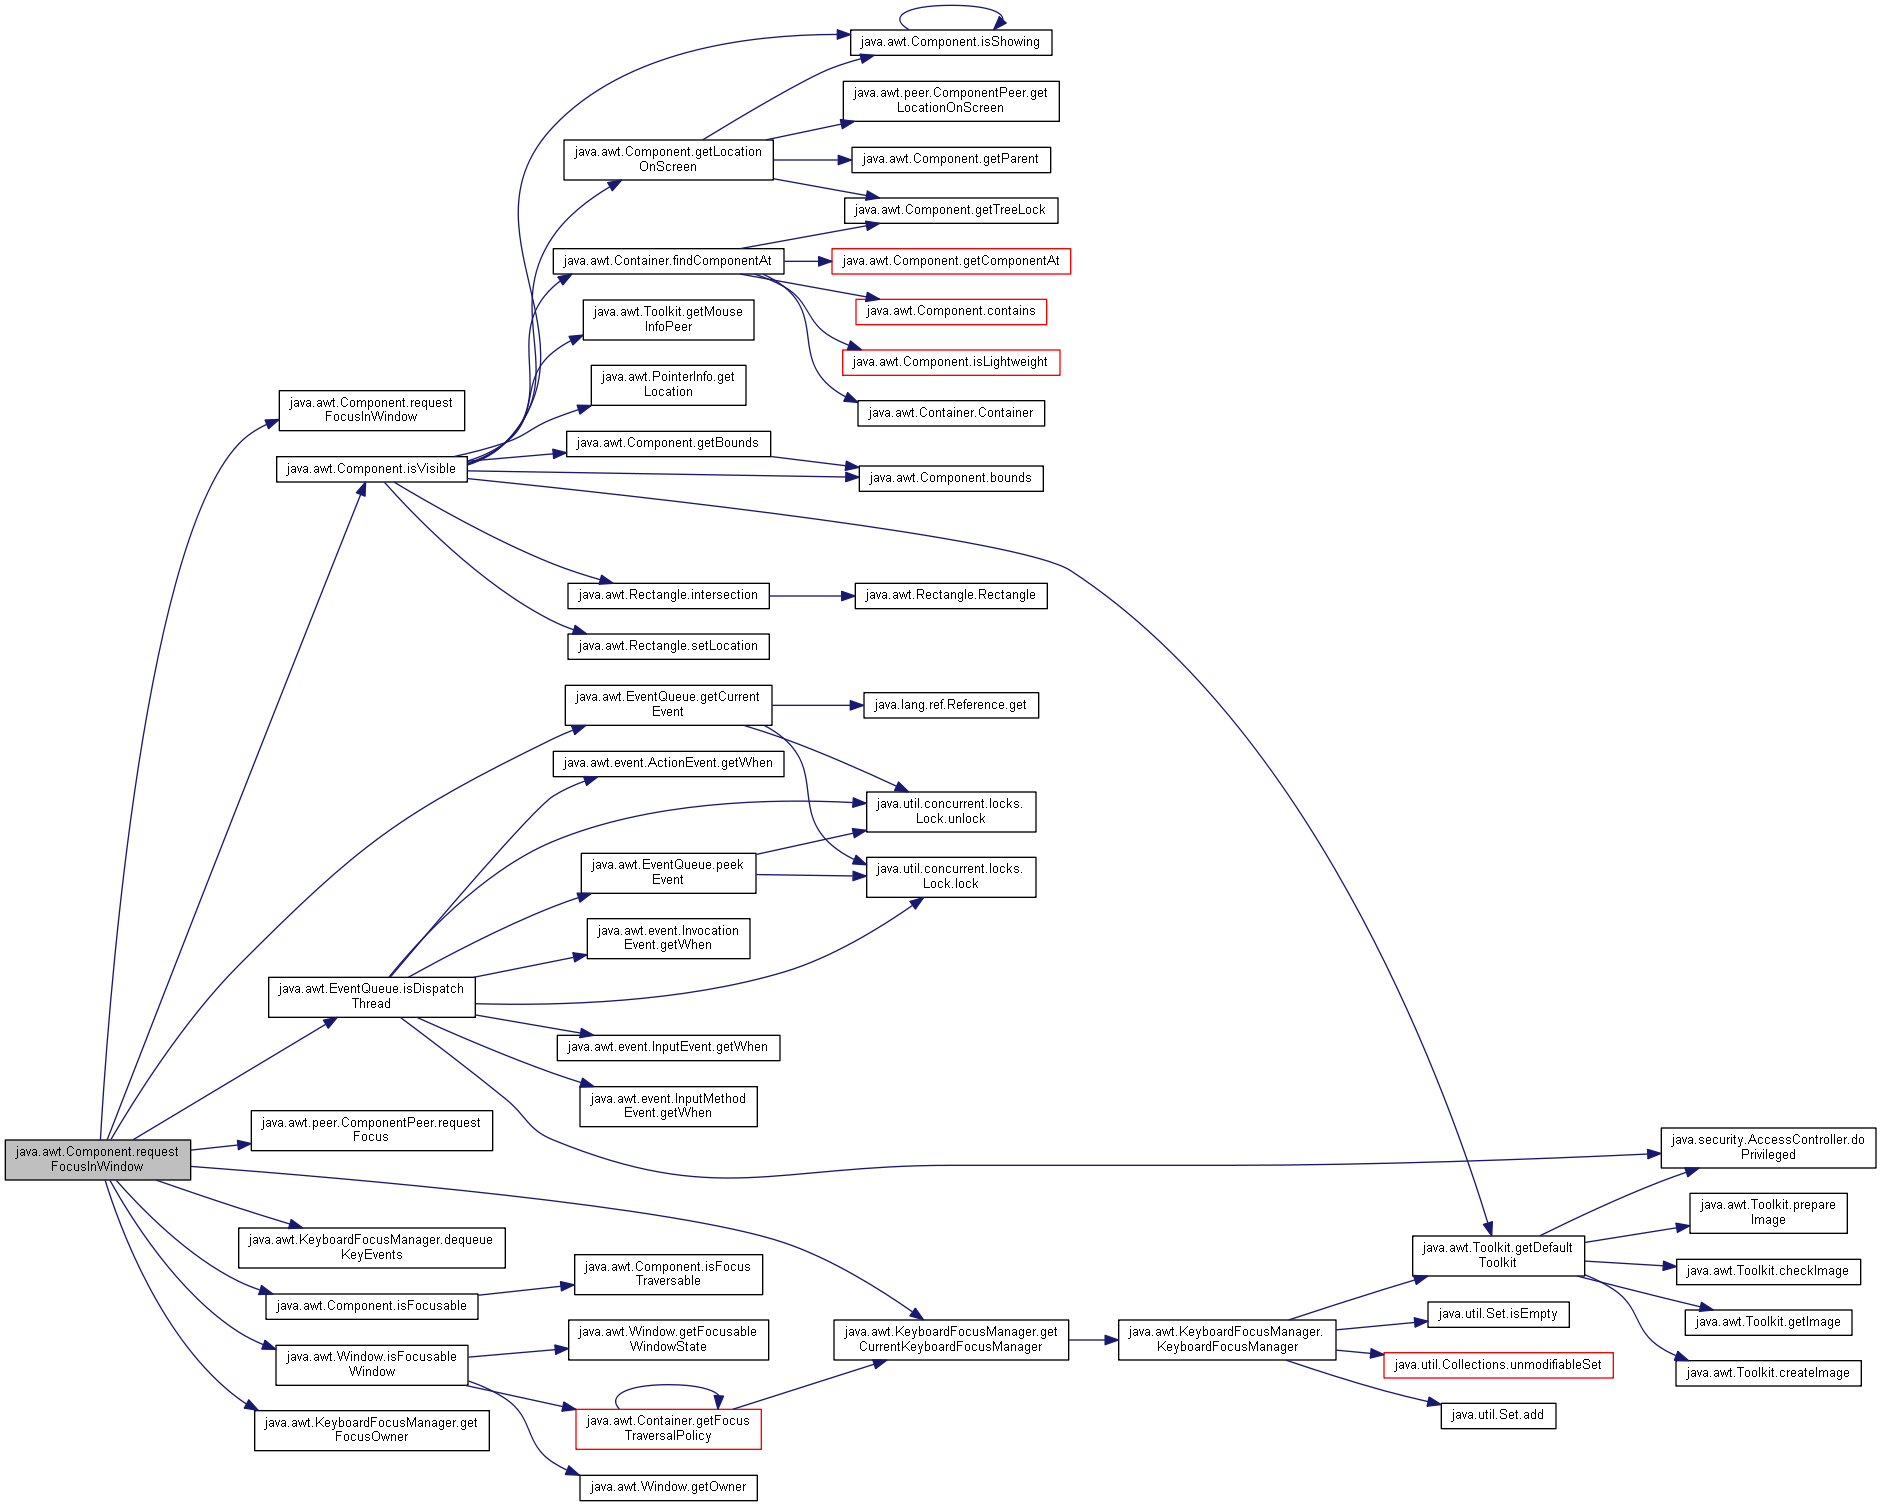 java.awt.Component.isShowing
java.awt.peer.ComponentPeer.get
LocationOnScreen
java.awt.Component.getLocation
OnScreen
java.awt.Component.getParent
java.awt.Component.getTreeLock
java.awt.Container.findComponentAt
java.awt.Component.getComponentAt
java.awt.Toolkit.getMouse
InfoPeer
java.awt.Component.contains
java.awt.Component.isLightweight
java.awt.PointerInfo.get
Location
java.awt.Component.request
FocusInWindow
java.awt.Container.Container
java.awt.Component.getBounds
java.awt.Component.isVisible
java.awt.Component.bounds
java.awt.Rectangle.intersection
java.awt.Rectangle.Rectangle
java.awt.Rectangle.setLocation
java.awt.EventQueue.getCurrent
Event
java.lang.ref.Reference.get
java.awt.event.ActionEvent.getWhen
java.util.concurrent.locks.
Lock.unlock
java.awt.EventQueue.peek
Event
java.util.concurrent.locks.
Lock.lock
java.awt.event.Invocation
Event.getWhen
java.awt.EventQueue.isDispatch
Thread
java.awt.event.InputEvent.getWhen
java.awt.event.InputMethod
Event.getWhen
java.awt.peer.ComponentPeer.request
Focus
java.awt.Component.request
FocusInWindow
java.security.AccessController.do
Privileged
java.awt.Toolkit.prepare
Image
java.awt.KeyboardFocusManager.dequeue
KeyEvents
java.awt.Toolkit.getDefault
Toolkit
java.awt.Component.isFocus
Traversable
java.awt.Toolkit.checkImage
java.awt.Component.isFocusable
java.util.Set.isEmpty
java.awt.Toolkit.getImage
java.awt.Window.getFocusable
WindowState
java.awt.KeyboardFocusManager.get
CurrentKeyboardFocusManager
java.awt.KeyboardFocusManager.
KeyboardFocusManager
java.awt.Window.isFocusable
Window
java.util.Collections.unmodifiableSet
java.awt.Toolkit.createImage
java.awt.KeyboardFocusManager.get
FocusOwner
java.awt.Container.getFocus
TraversalPolicy
java.util.Set.add
java.awt.Window.getOwner